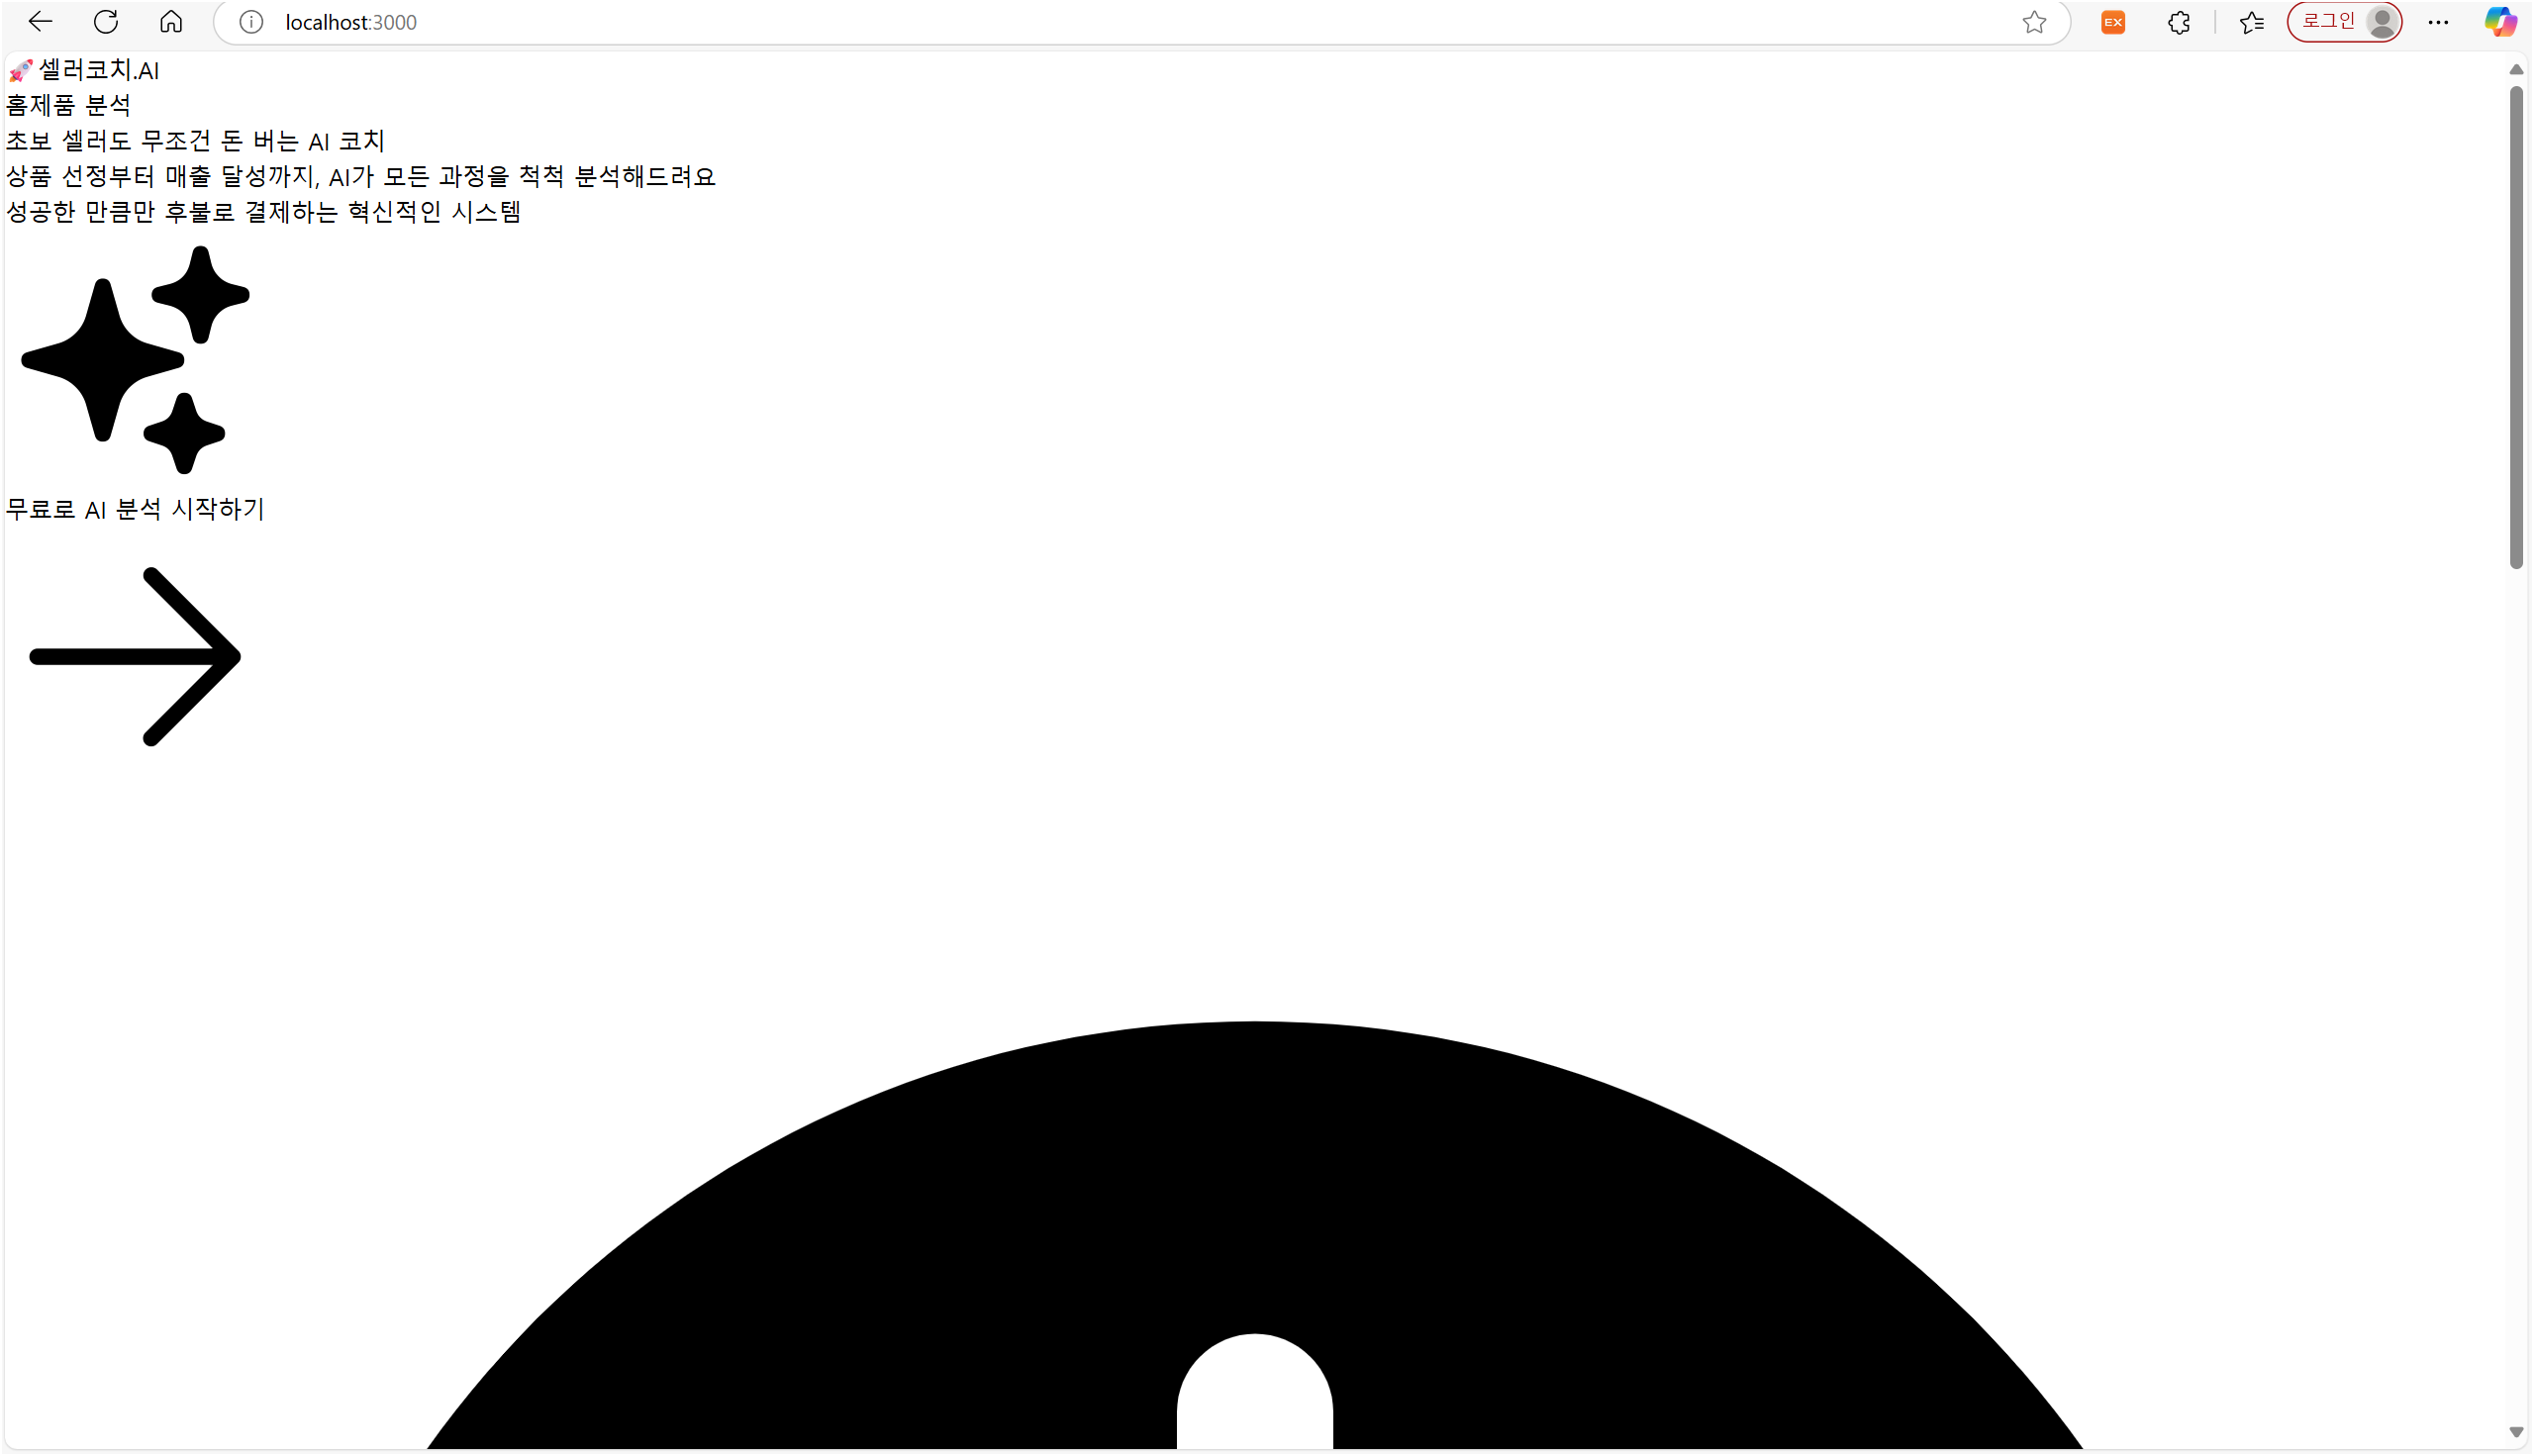 localhost:3000
EX
로그인
🚀셀러코치.AI
홈제품 분석
초보 셀러도 무조건 돈 버는 AI 코치
상품 선정부터 매출 달성까지, AI가 모든 과정을 척척 분석해드려요
성공한 만큼만 후불로 결제하는 혁신적인 시스템
무료로 AI 분석 시작하기